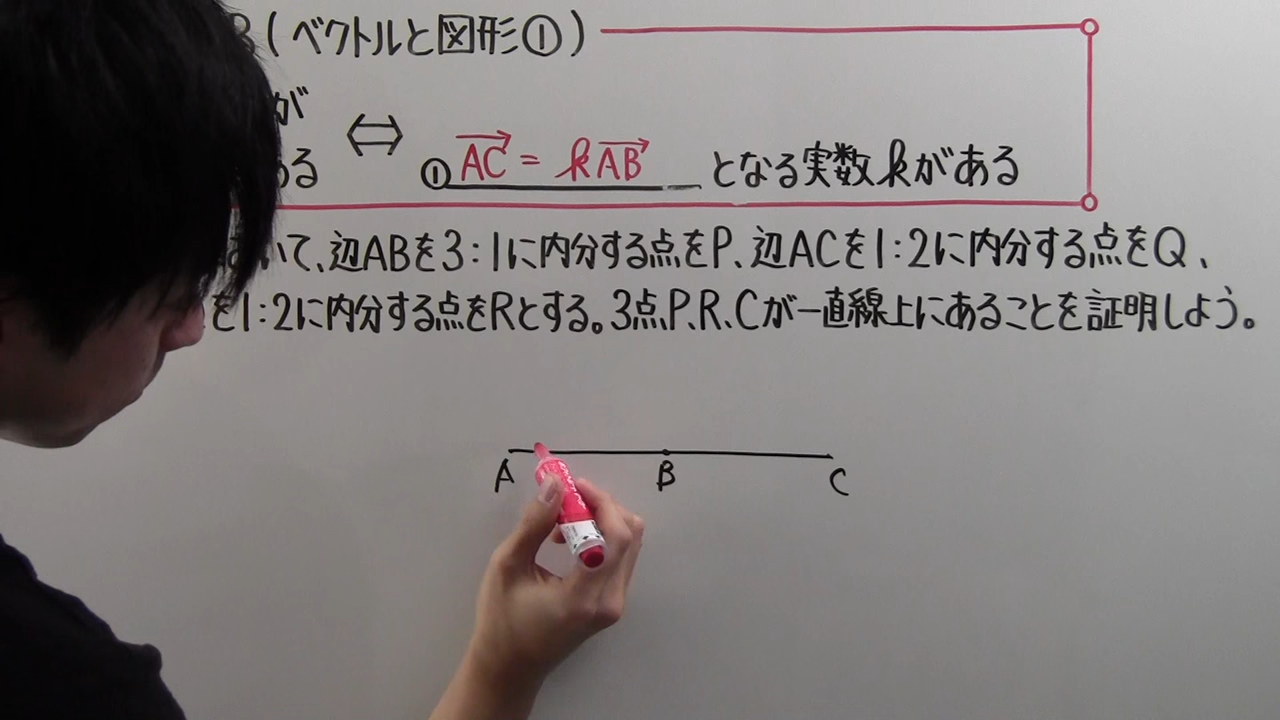 B(ベクトルと図形①)
が
ある ⇔ ①AC = kAB となる実数kがある
おいて、辺ABを3:1に内分する点をP、辺ACを1:2に内分する点をQ、
を1:2に内分する点をRとする。3点P、R、Cが一直線上にあることを証明しよう。
A B C